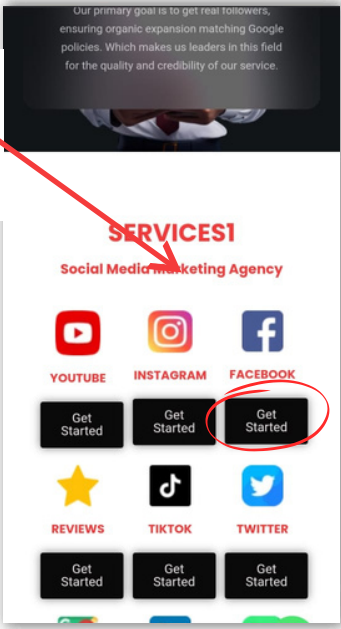 Our primary goal is to get real followers,
ensuring organic expansion matching Google
policies. Which makes us leaders in this field
for the quality and credibility of our service.
SERVICES1
Social Media Marketing Agency
YOUTUBE INSTAGRAM FACEBOOK
Get Started Get Started Get Started
REVIEWS TIKTOK TWITTER
Get Started Get Started Get Started